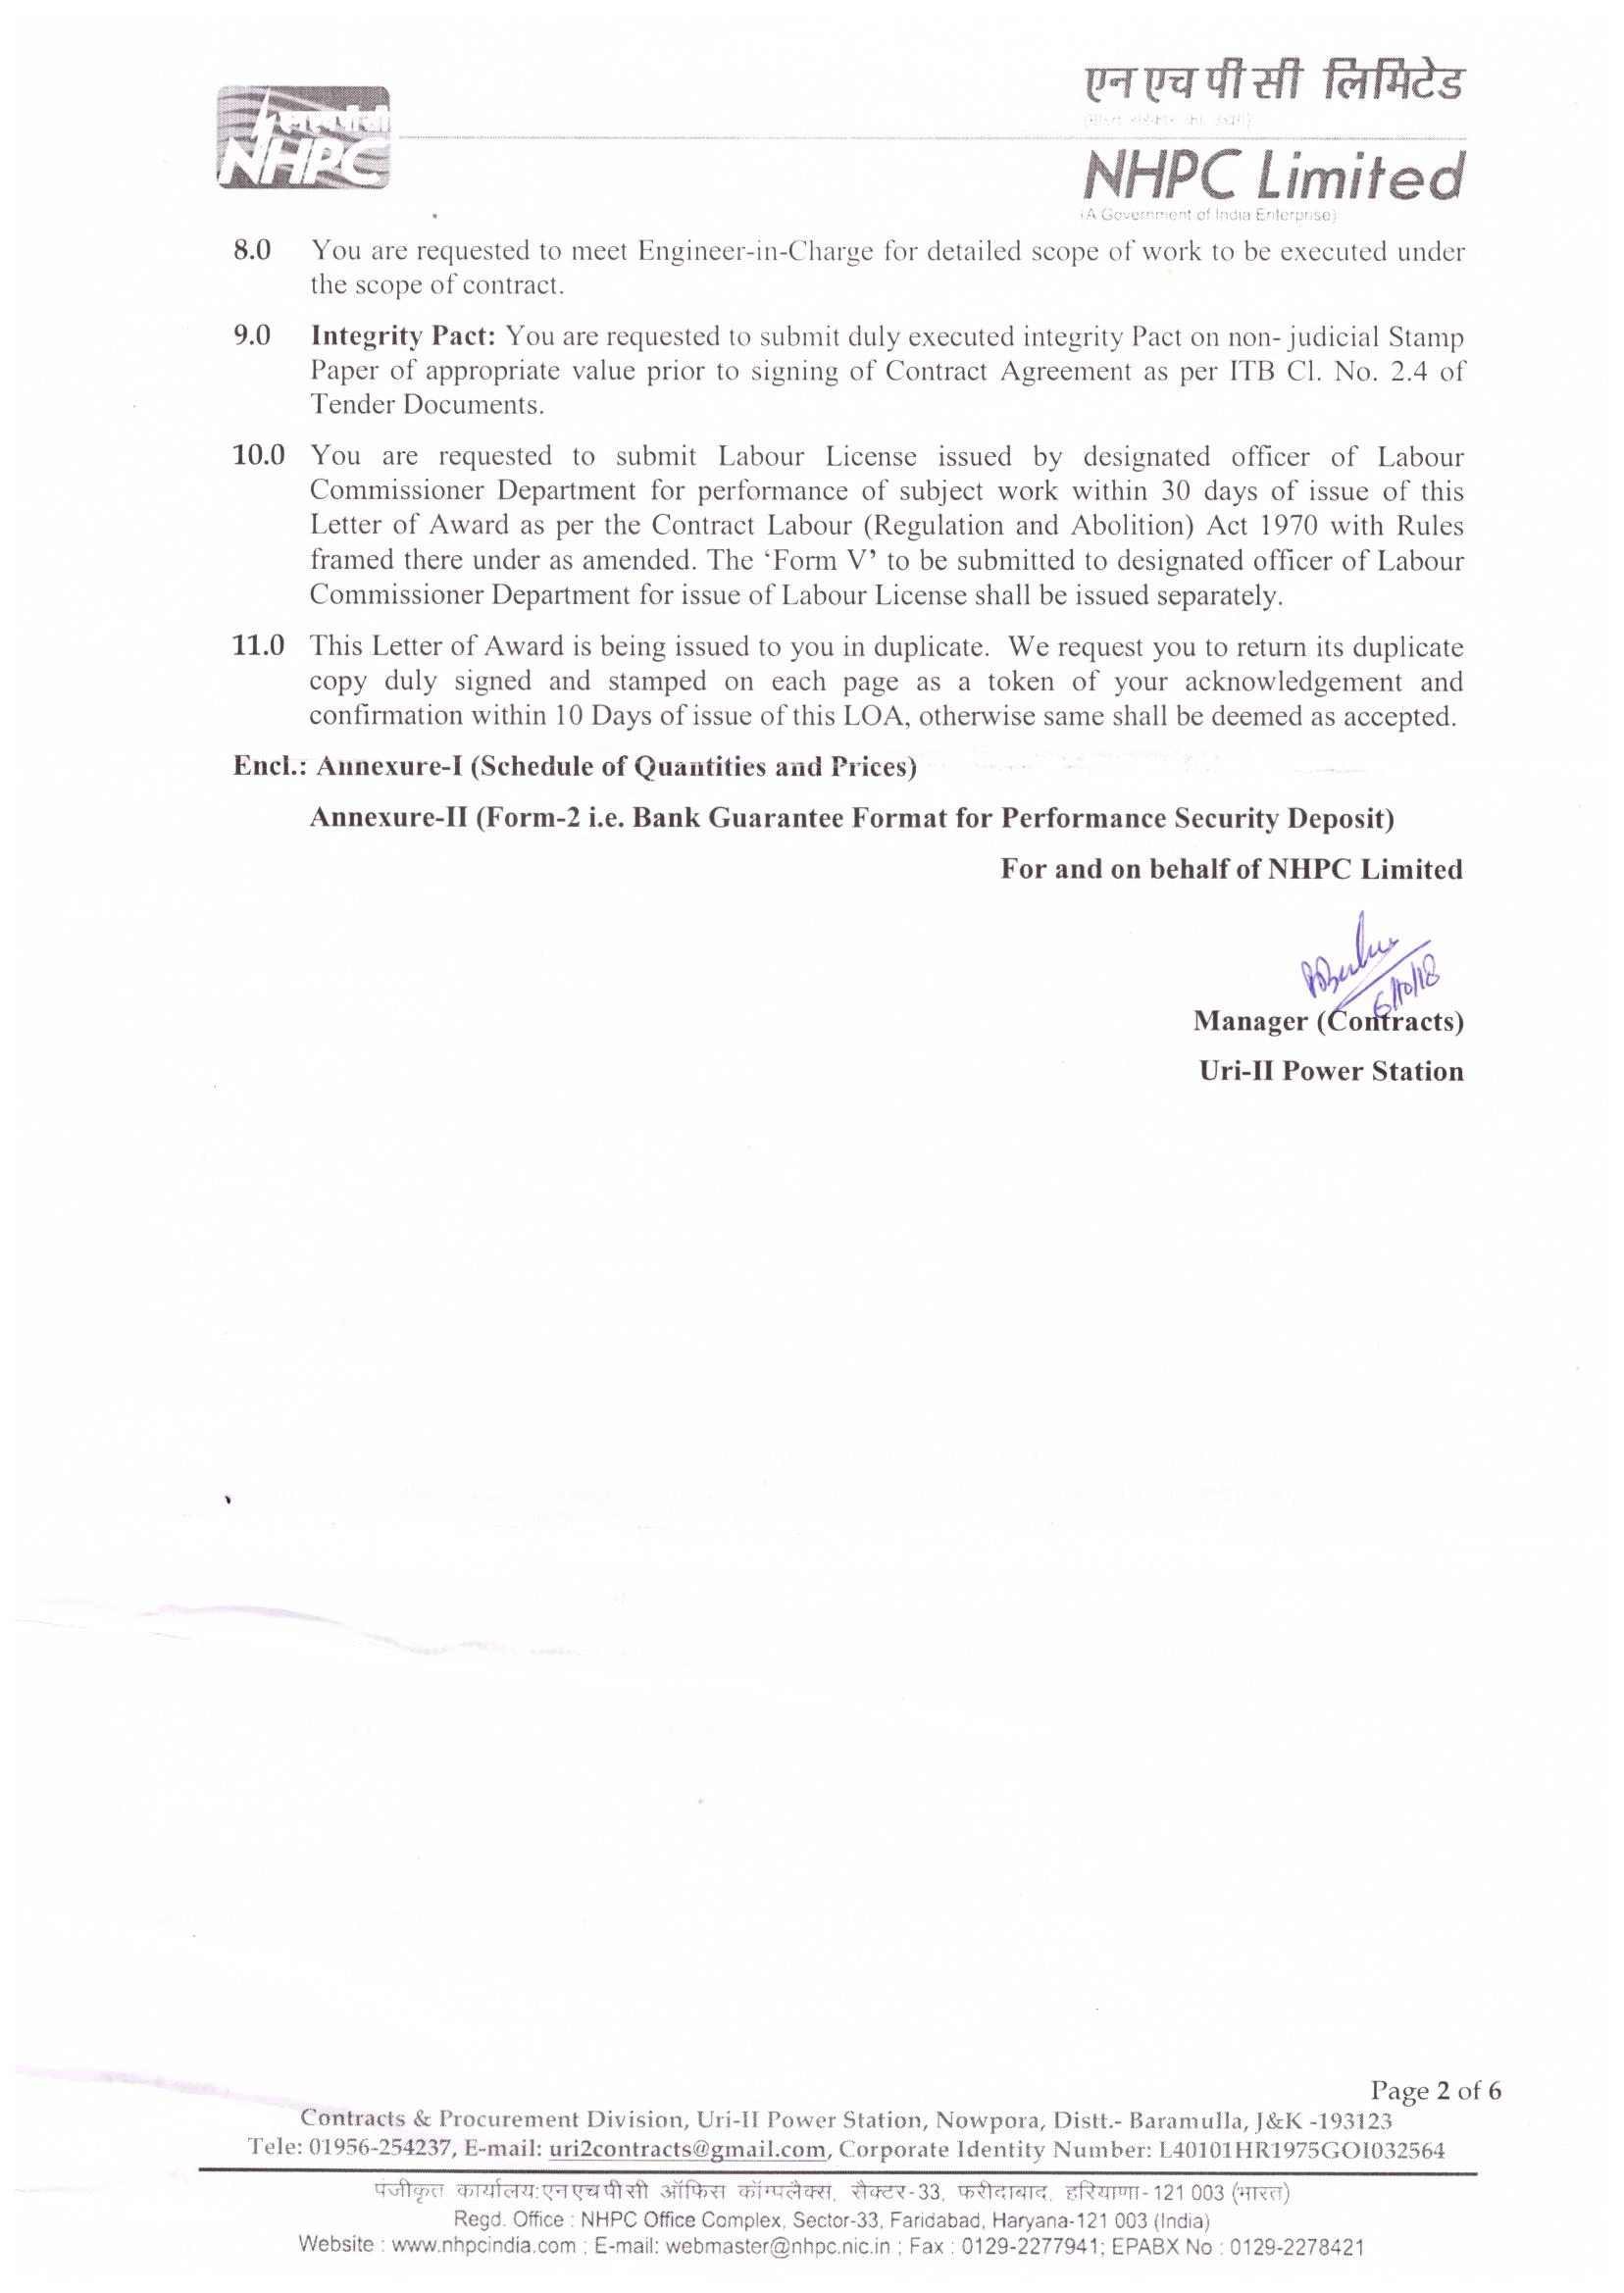 एनएचपीसी
NHPC
एन एच पी सी लिमिटेड
NHPC Limited
(A Government of India Enterprise)
8.0 You are requested to meet Engineer-in-Charge for detailed scope of work to be executed under
the scope of contract.
9.0 Integrity Pact: You are requested to submit duly executed integrity Pact on non- judicial Stamp
Paper of appropriate value prior to signing of Contract Agreement as per ITB Cl. No. 2.4 of
Tender Documents.
10.0 You are requested to submit Labour License issued by designated officer of Labour
Commissioner Department for performance of subject work within 30 days of issue of this
Letter of Award as per the Contract Labour (Regulation and Abolition) Act 1970 with Rules
framed there under as amended. The ‘Form V’ to be submitted to designated officer of Labour
Commissioner Department for issue of Labour License shall be issued separately.
11.0 This Letter of Award is being issued to you in duplicate. We request you to return its duplicate
copy duly signed and stamped on each page as a token of your acknowledgement and
confirmation within 10 Days of issue of this LOA, otherwise same shall be deemed as accepted.
Encl.: Annexure-I (Schedule of Quantities and Prices)
Annexure-II (Form-2 i.e. Bank Guarantee Format for Performance Security Deposit)
For and on behalf of NHPC Limited
6/10/18
Manager (Contracts)
Uri-II Power Station
Page 2 of 6
Contracts & Procurement Division, Uri-II Power Station, Nowpora, Distt.- Baramulla, J&K -193123
Tele: 01956-254237, E-mail: uri2contracts@gmail.com, Corporate Identity Number: L40101HR1975GOI032564
पंजीकृत कार्यालय:एन एच पी सी ऑफिस कॉम्पलैक्स, सैक्टर-33, फरीदाबाद, हरियाणा-121 003 (भारत)
Regd. Office : NHPC Office Complex, Sector-33, Faridabad, Haryana-121 003 (India)
Website : www.nhpcindia.com ; E-mail: webmaster@nhpc.nic.in ; Fax : 0129-2277941; EPABX No : 0129-2278421